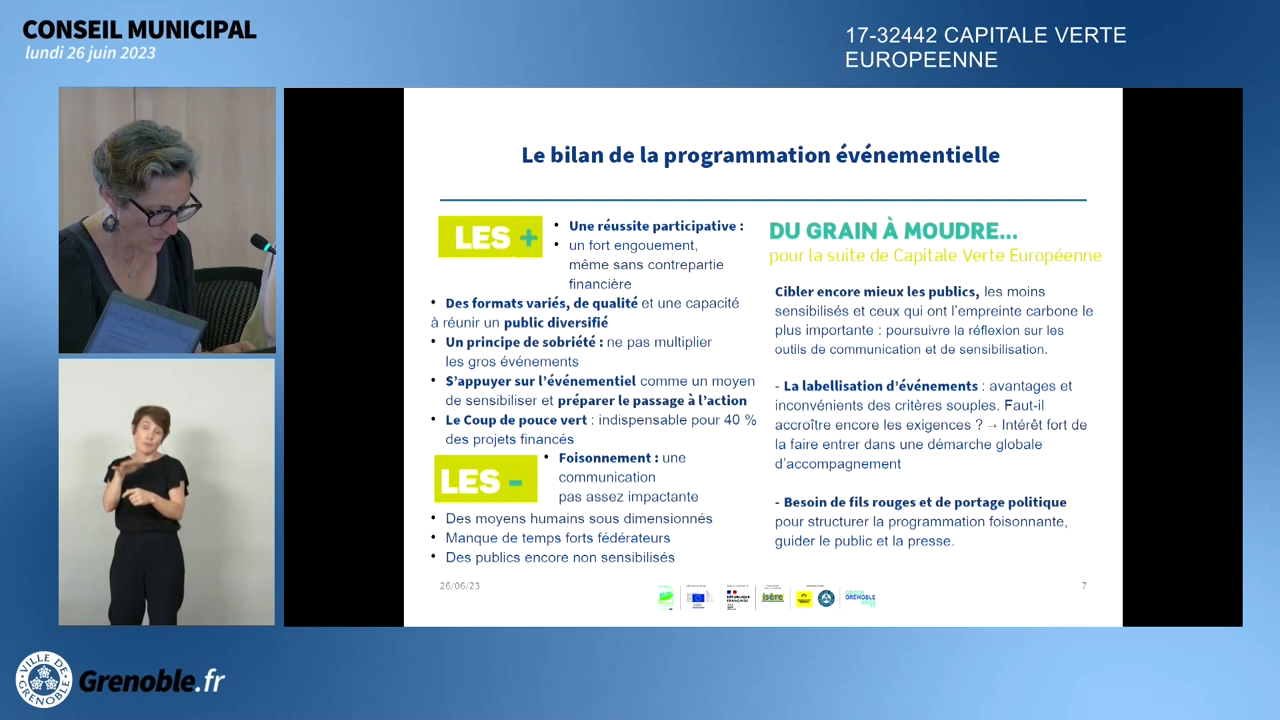 CONSEIL MUNICIPAL
lundi 26 juin 2023
17-32442 CAPITALE VERTE
EUROPEENNE
Le bilan de la programmation événementielle
LES +
• Une réussite participative :
• un fort engouement,
même sans contrepartie
financière
• Des formats variés, de qualité et une capacité
à réunir un public diversifié
• Un principe de sobriété : ne pas multiplier
les gros événements
• S'appuyer sur l'événementiel comme un moyen
de sensibiliser et préparer le passage à l'action
• Le Coup de pouce vert : indispensable pour 40 %
des projets financés
LES -
• Foisonnement : une
communication
pas assez impactante
• Des moyens humains sous dimensionnés
• Manque de temps forts fédérateurs
• Des publics encore non sensibilisés
DU GRAIN À MOUDRE...
pour la suite de Capitale Verte Européenne
Cibler encore mieux les publics, les moins
sensibilisés et ceux qui ont l'empreinte carbone le
plus importante : poursuivre la réflexion sur les
outils de communication et de sensibilisation.
- La labellisation d'événements : avantages et
inconvénients des critères souples. Faut-il
accroître encore les exigences ? → Intérêt fort de
la faire entrer dans une démarche globale
d'accompagnement
- Besoin de fils rouges et de portage politique
pour structurer la programmation foisonnante,
guider le public et la presse.
26/06/23
RÉPUBLIQUE
FRANÇAISE
isère
GREEN
GRENOBLE
7
VILLE DE
GRENOBLE
Grenoble.fr